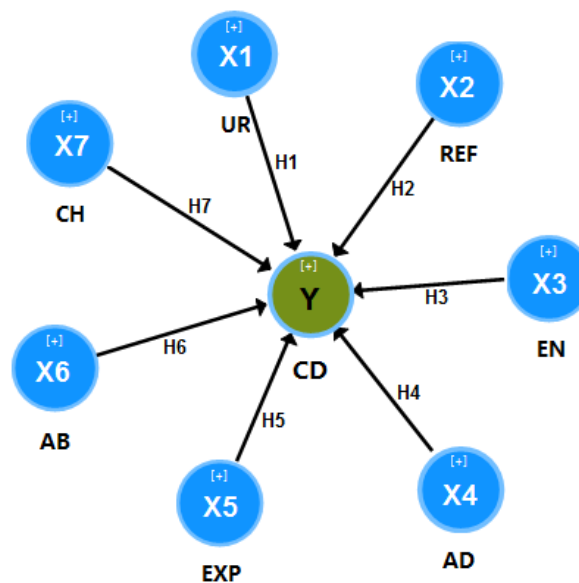 [+]
X1
UR
[+]
X2
REF
[+]
X7
CH
H1
H2
H7
[+]
X3
EN
H3
[+]
Y
CD
H6
[+]
X6
AB
H4
H5
[+]
X5
EXP
[+]
X4
AD